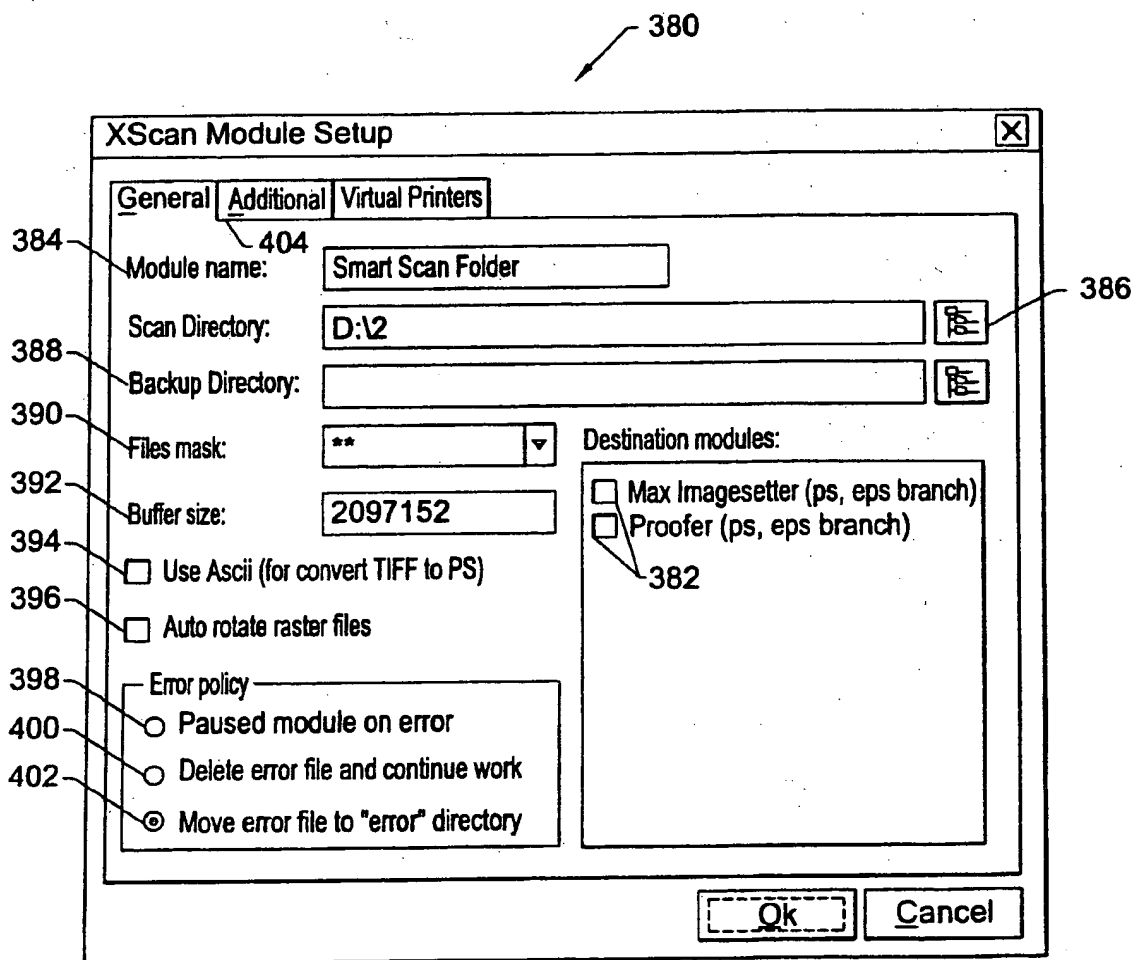 380
XScan Module Setup
General Additional Virtual Printers
404
384 Module name: Smart Scan Folder
Scan Directory: D:\2 386
388 Backup Directory:
390 Files mask: ** Destination modules:
392 Buffer size: 2097152 Max Imagesetter (ps, eps branch)
Proofer (ps, eps branch)
382
394 Use Ascii (for convert TIFF to PS)
396 Auto rotate raster files
Error policy
398 Paused module on error
400 Delete error file and continue work
402 Move error file to "error" directory
Ok Cancel